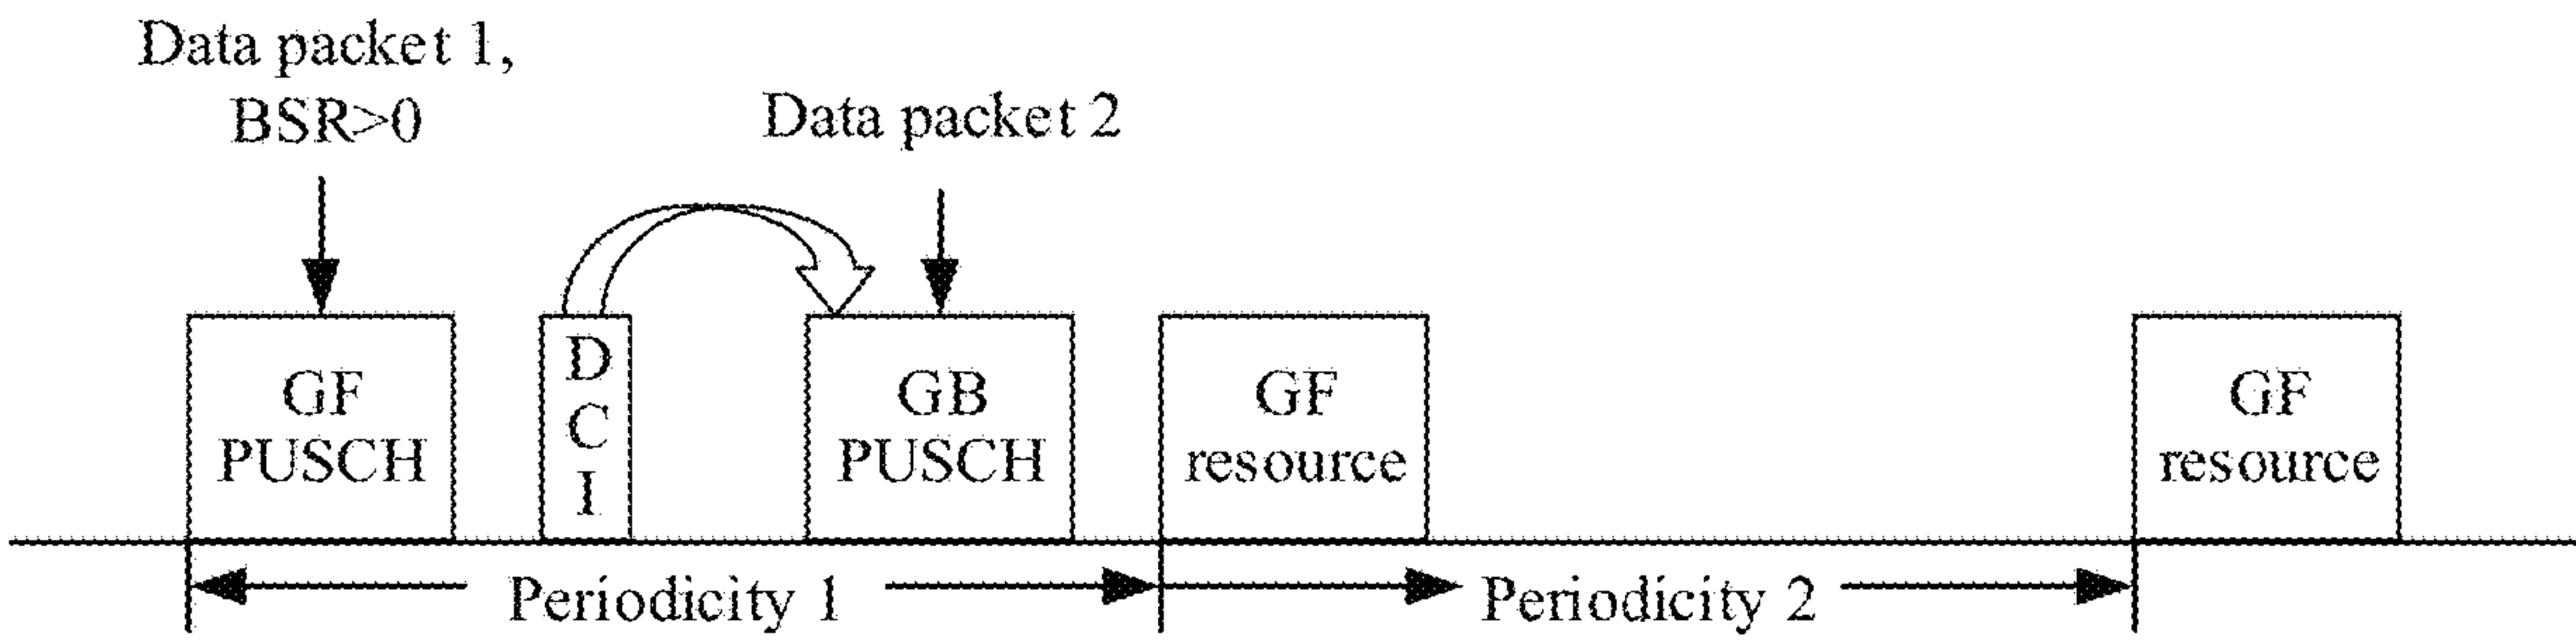 Data packet 1,
BSR>0
Data packet 2
GF
PUSCH
D
C
I
GB
PUSCH
GF
resource
GF
resource
Periodicity 1
Periodicity 2